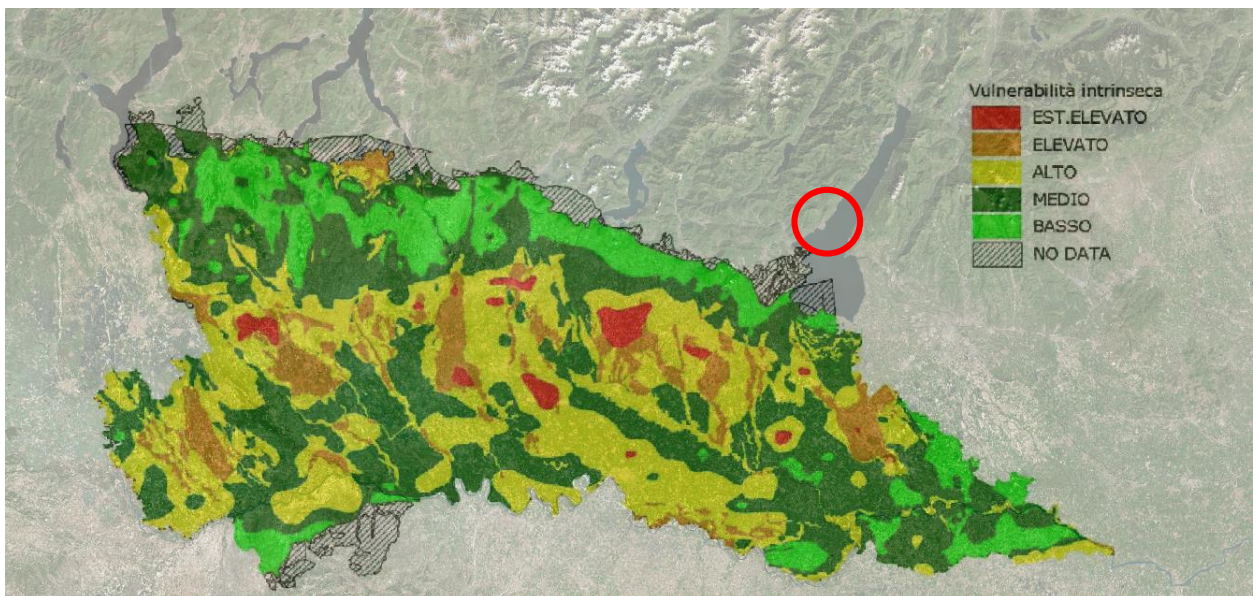 Vulnerabilità intrinseca
EST.ELEVATO
ELEVATO
ALTO
MEDIO
BASSO
NO DATA